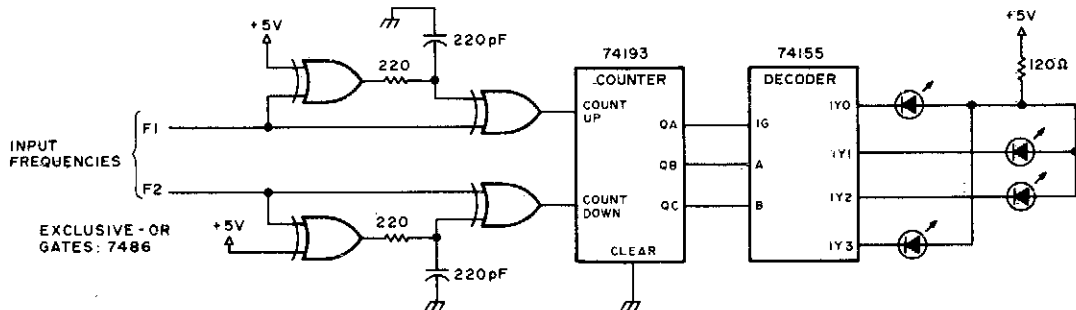 +5V
220pF
220
74193
COUNTER
COUNT
UP
QA
QB
QC
COUNT
DOWN
CLEAR
74155
DECODER
1G
A
B
1Y0
1Y1
1Y2
1Y3
+5V
120Ω
INPUT
FREQUENCIES
F1
F2
EXCLUSIVE-OR
GATES: 7486
+5V
220
220pF